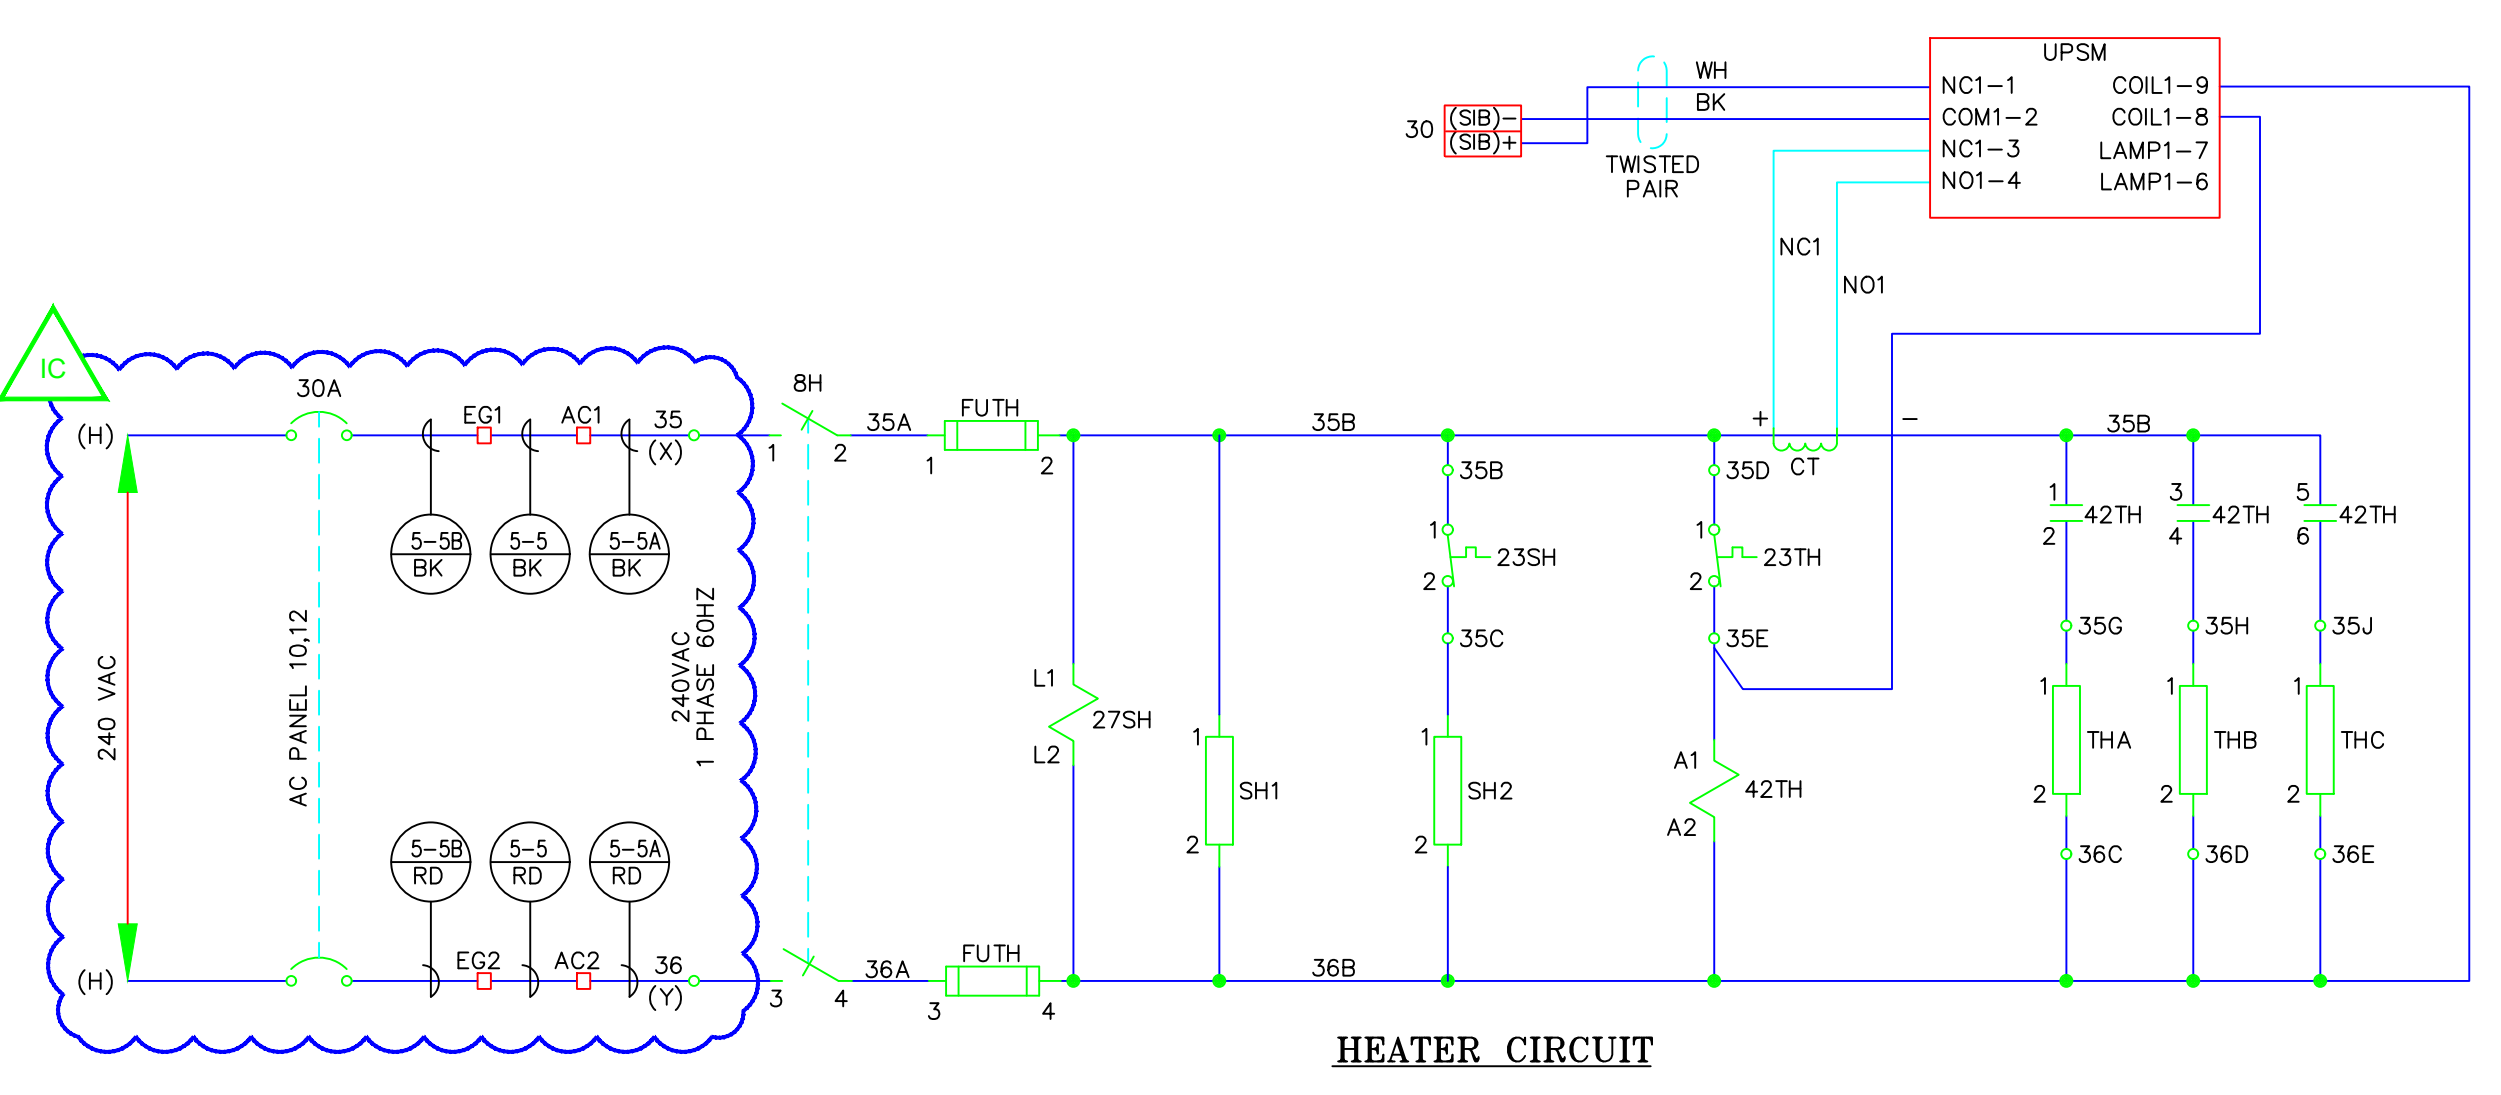 UPSM
NC1-1 COIL1-9
COM1-2 COIL1-8
NC1-3 LAMP1-7
NO1-4 LAMP1-6
WH
BK
30 (SIB)-
(SIB)+
TWISTED
PAIR
NC1
NO1
IC
30A
8H
(H)
EG1
AC1
35
(X)
1
2
35A
FUTH
1
2
35B
+
-
CT
35B
5-5B
BK
5-5
BK
5-5A
BK
35B
1
2
23SH
35C
35D
1
2
23TH
35E
1
2
42TH
3
4
42TH
5
6
42TH
35G
35H
35J
240 VAC
AC PANEL 10,12
240VAC
1 PHASE 60HZ
L1
27SH
L2
1
SH1
2
1
SH2
2
A1
42TH
A2
1
THA
2
1
THB
2
1
THC
2
36C
36D
36E
5-5B
RD
5-5
RD
5-5A
RD
(H)
EG2
AC2
36
(Y)
3
4
36A
FUTH
3
4
36B
HEATER CIRCUIT